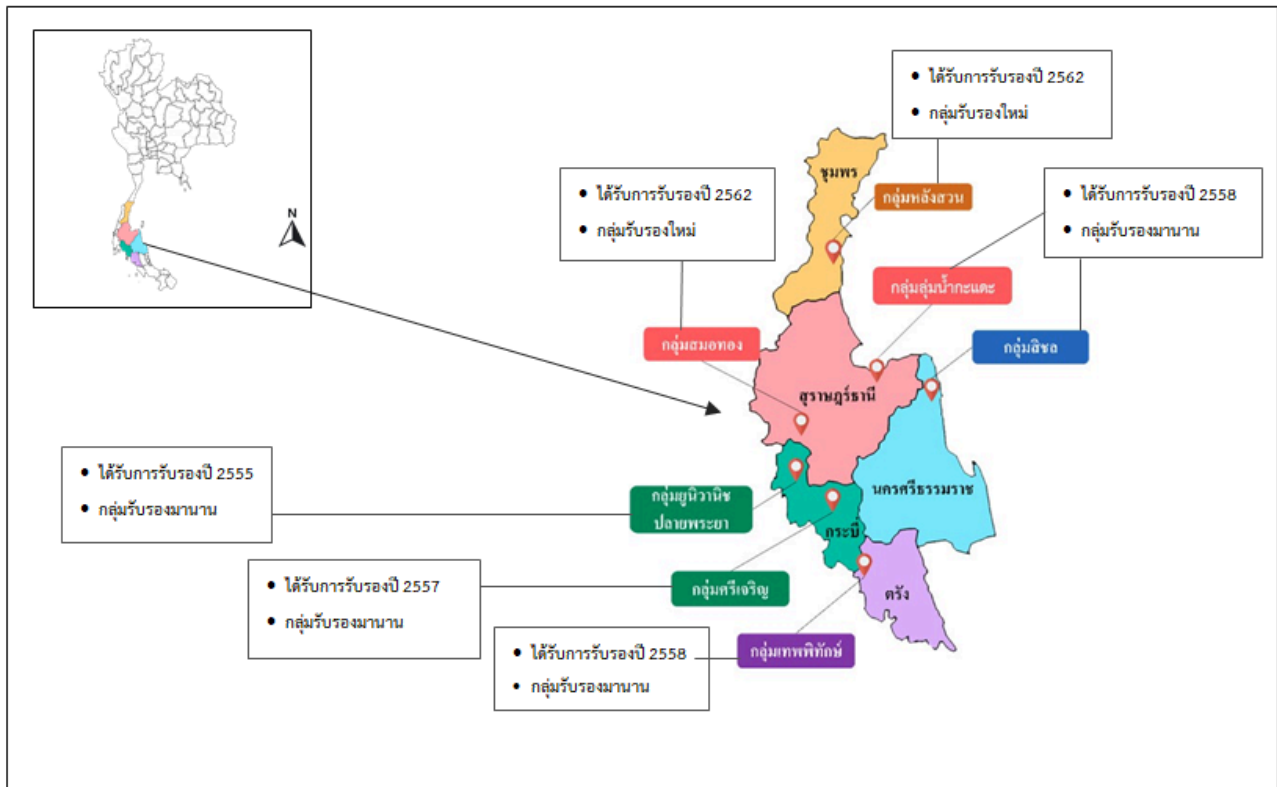 N
• ได้รับการรับรองปี 2562
• กลุ่มรับรองใหม่
ชุมพร
กลุ่มหลังสวน
• ได้รับการรับรองปี 2562
• กลุ่มรับรองใหม่
• ได้รับการรับรองปี 2558
• กลุ่มรับรองมานาน
กลุ่มลุ่มน้ำกะแดะ
กลุ่มสมอทอง
กลุ่มสิชล
สุราษฎร์ธานี
• ได้รับการรับรองปี 2555
• กลุ่มรับรองมานาน
กลุ่มยูนิวานิช
ปลายพระยา
นครศรีธรรมราช
กระบี่
• ได้รับการรับรองปี 2557
• กลุ่มรับรองมานาน
กลุ่มศรีเจริญ
ตรัง
• ได้รับการรับรองปี 2558
• กลุ่มรับรองมานาน
กลุ่มเทพพิทักษ์